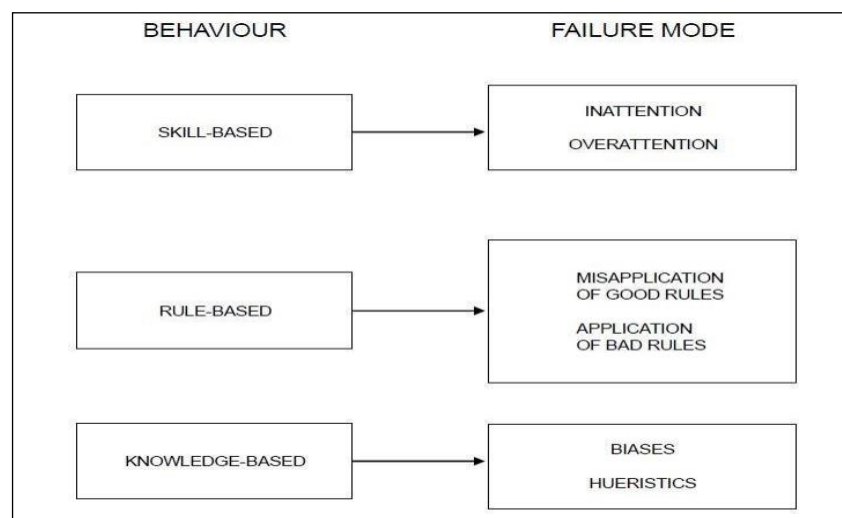 BEHAVIOUR
FAILURE MODE
SKILL-BASED
INATTENTION
OVERATTENTION
RULE-BASED
MISAPPLICATION
OF GOOD RULES
APPLICATION
OF BAD RULES
KNOWLEDGE-BASED
BIASES
HUERISTICS